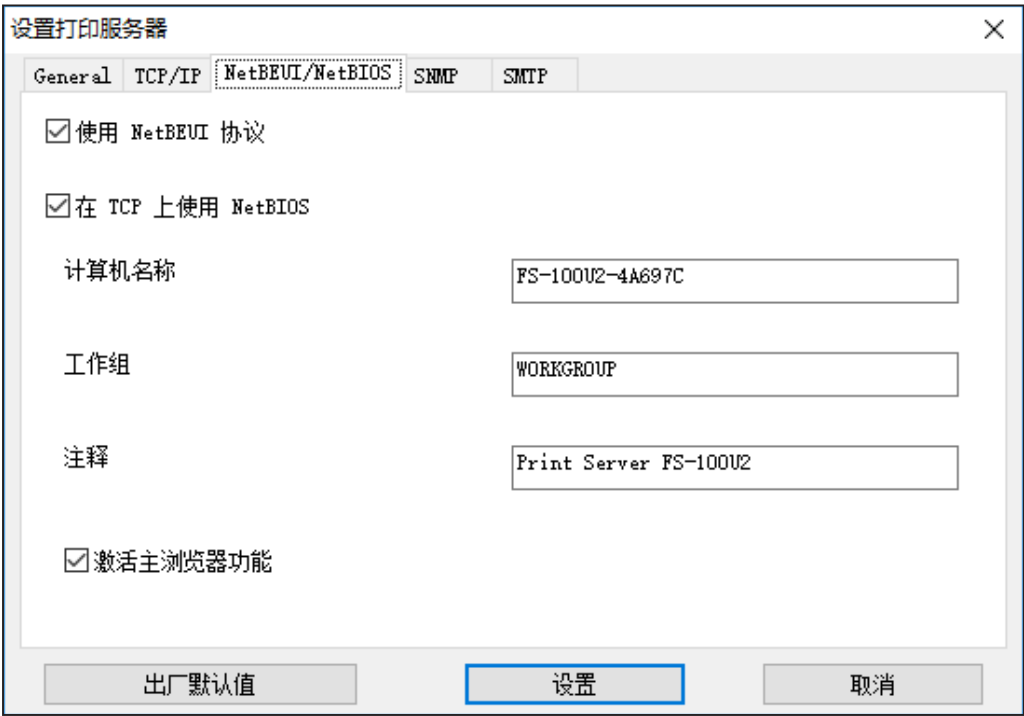 设置打印服务器
General TCP/IP NetBEUI/NetBIOS SNMP SMTP
使用 NetBEUI 协议
在 TCP 上使用 NetBIOS
计算机名称 FS-100U2-4A697C
工作组 WORKGROUP
注释 Print Server FS-100U2
激活主浏览器功能
出厂默认值 设置 取消